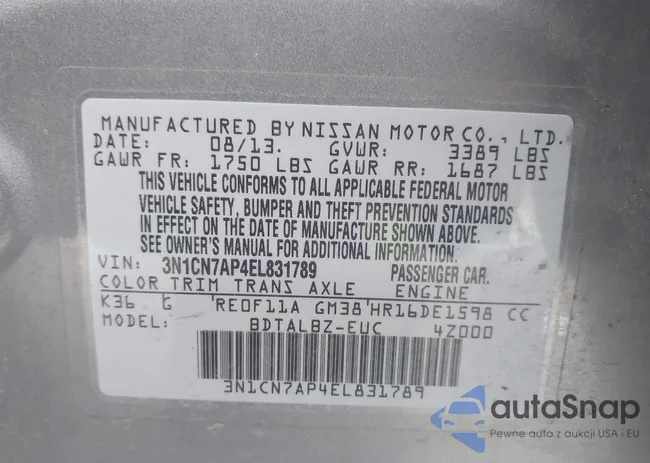 MANUFACTURED BY NISSAN MOTOR CO., LTD.
DATE: 08/13. GVWR: 3389 LBS
GAWR FR: 1750 LBS GAWR RR: 1687 LBS
THIS VEHICLE CONFORMS TO ALL APPLICABLE FEDERAL MOTOR
VEHICLE SAFETY, BUMPER AND THEFT PREVENTION STANDARDS
IN EFFECT ON THE DATE OF MANUFACTURE SHOWN ABOVE.
SEE OWNER'S MANUAL FOR ADDITIONAL INFORMATION.
VIN: 3N1CN7AP4EL831789 PASSENGER CAR.
COLOR TRIM TRANS AXLE ENGINE
K36 G 'RE0F11A GM38'HR16DE1598 CC
MODEL: BDTALBZ-EUC 4Z000
3N1CN7AP4EL831789
autaSnap
Pewne auta z aukcji USA i EU